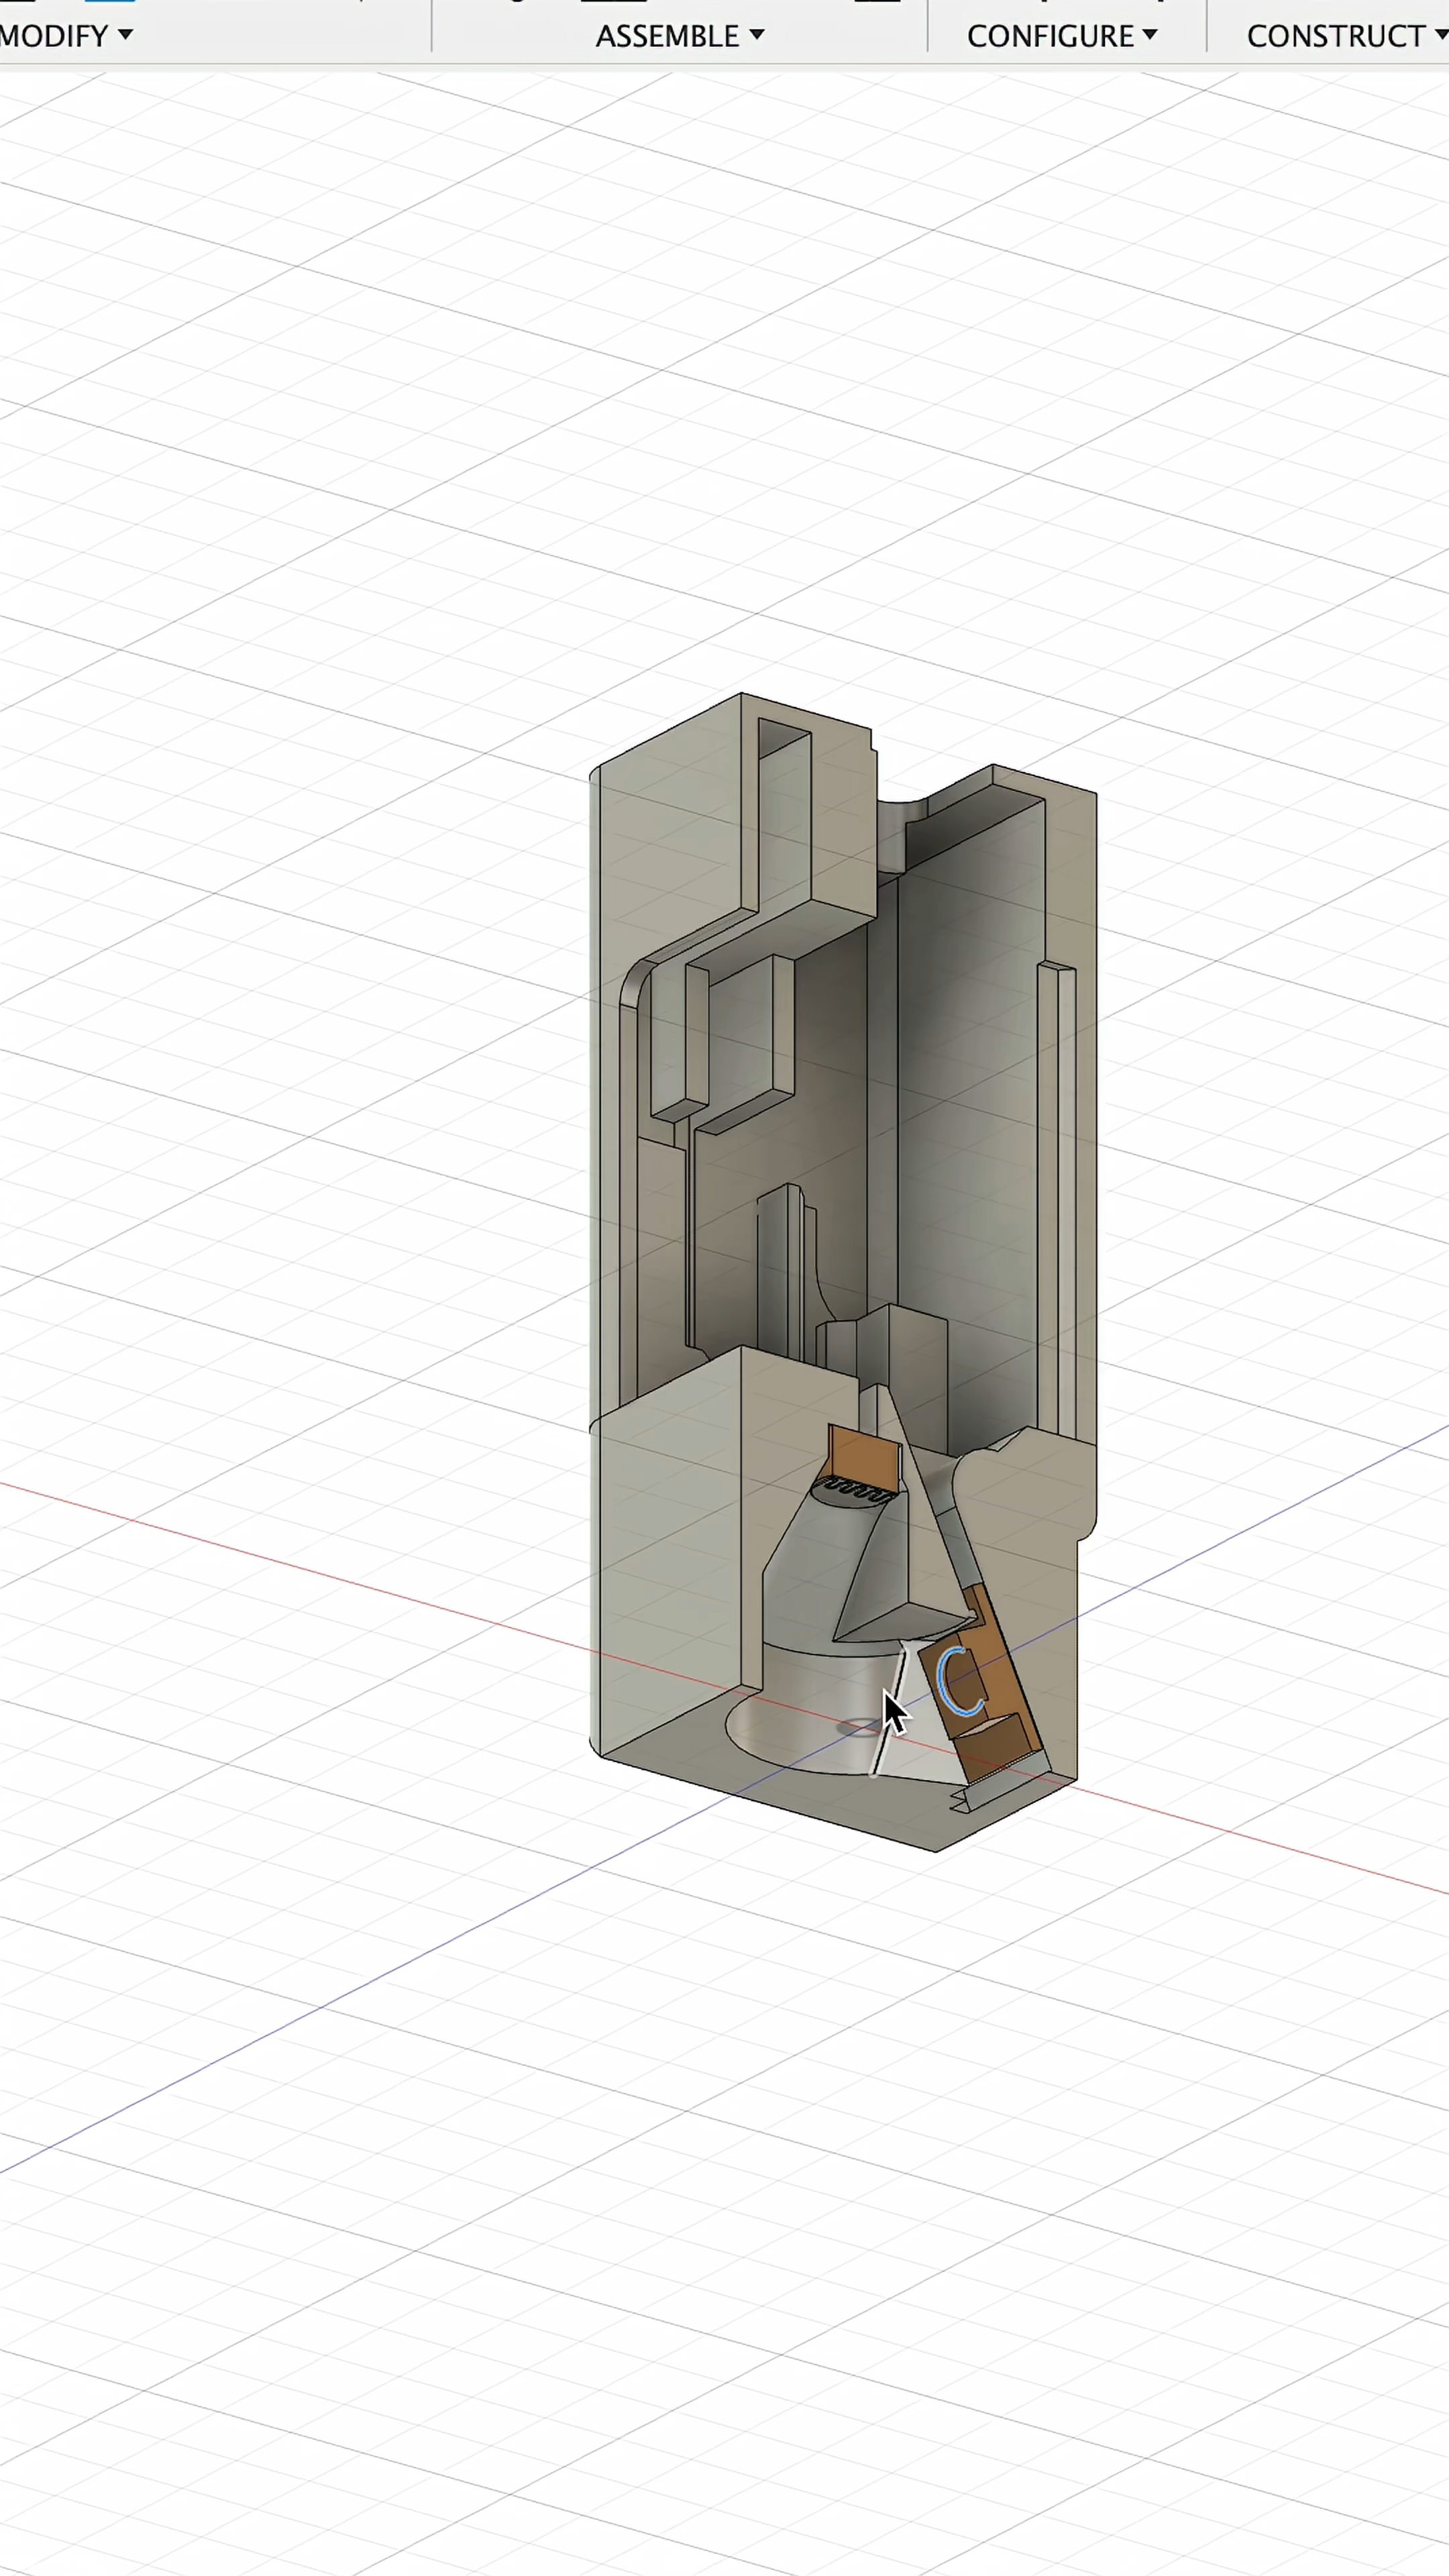 MODIFY ▾ ASSEMBLE ▾ CONFIGURE ▾ CONSTRUCT ▾